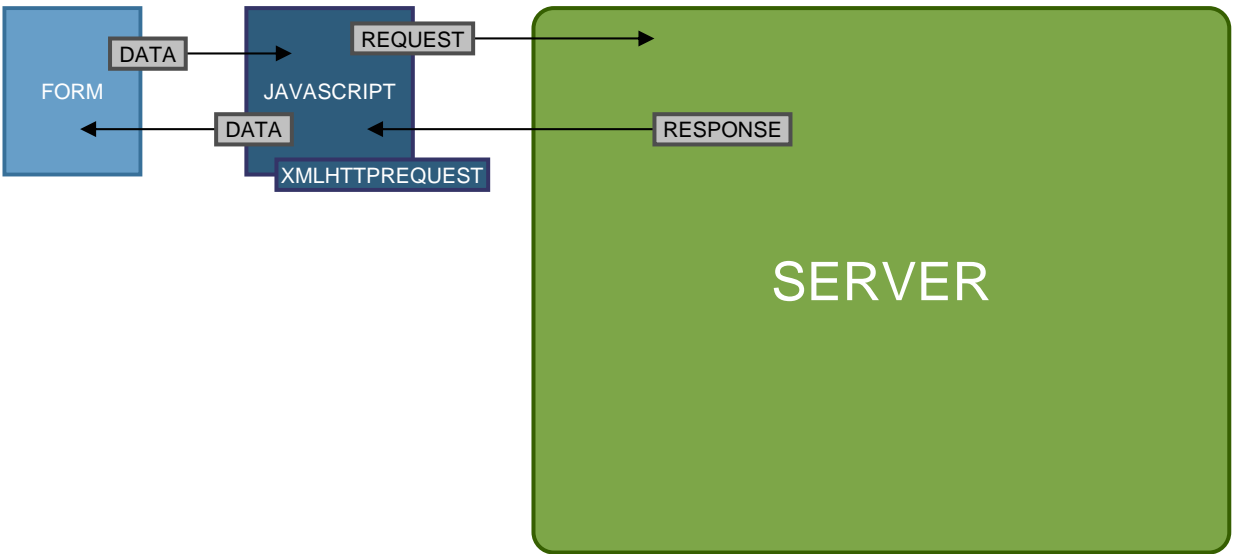 REQUEST
DATA
FORM
JAVASCRIPT
DATA
RESPONSE
XMLHTTPREQUEST
SERVER